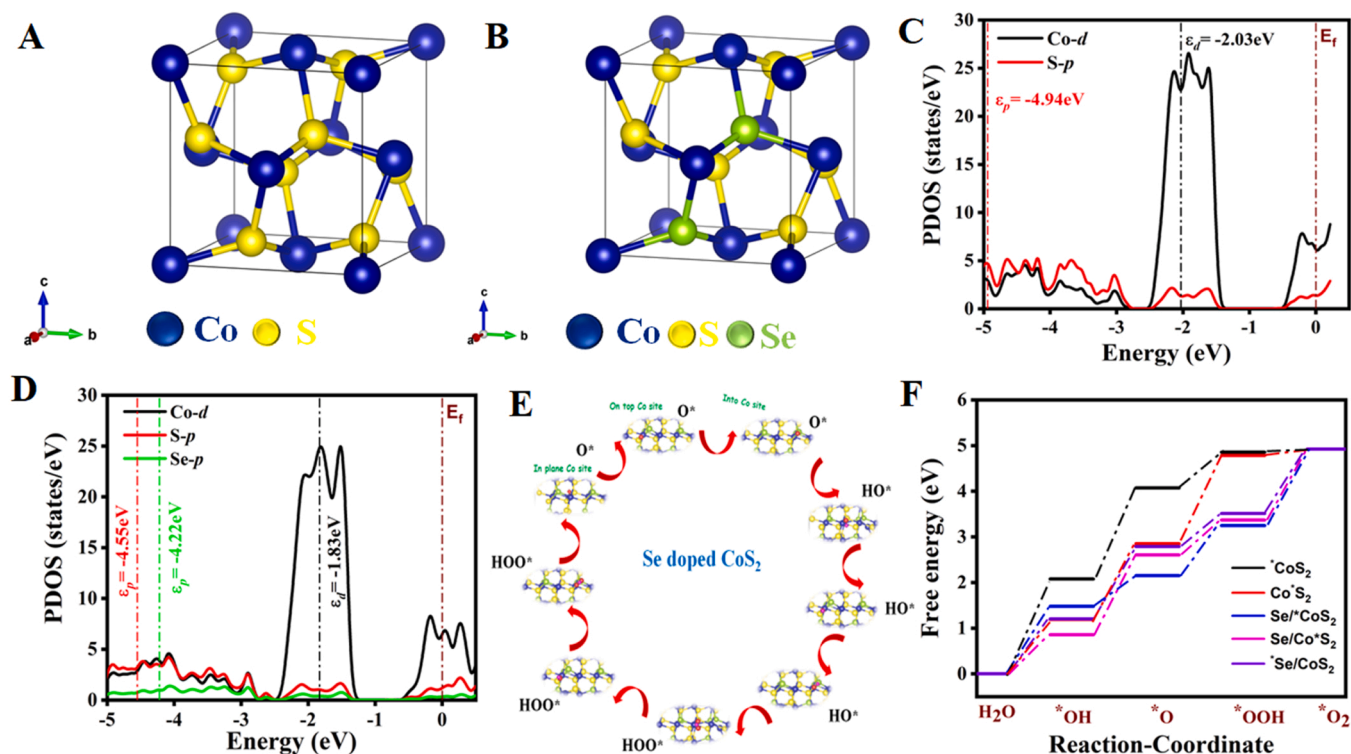 A
c
b
a
Co S
B
c
b
a
Co S Se
C
PDOS (states/eV)
30
25
20
15
10
5
0
Co-d
S-p
εd= -2.03eV
Ef
εp= -4.94eV
-5 -4 -3 -2 -1 0
Energy (eV)
D
PDOS (states/eV)
30
25
20
15
10
5
0
Co-d
S-p
Se-p
εp= -4.55eV
εp= -4.22eV
εd= -1.83eV
Ef
-5 -4 -3 -2 -1 0
Energy (eV)
E
On top Co site
O*
Into Co site
O*
O*
In plane Co site
HO*
HOO*
Se doped CoS2
HO*
HOO*
HO*
HOO*
F
Free energy (eV)
6
5
4
3
2
1
0
*CoS2
Co*S2
Se/*CoS2
Se/Co*S2
*Se/CoS2
H2O *OH *O *OOH *O2
Reaction-Coordinate